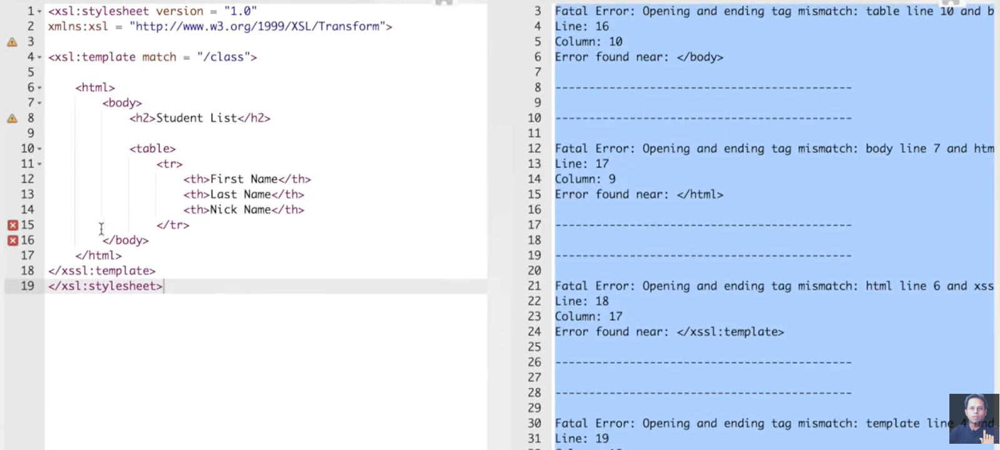 1 <xsl:stylesheet version = "1.0"
2 xmlns:xsl = "http://www.w3.org/1999/XSL/Transform">
3
4 <xsl:template match = "/class">
5
6 <html>
7 <body>
8 <h2>Student List</h2>
9
10 <table>
11 <tr>
12 <th>First Name</th>
13 <th>Last Name</th>
14 <th>Nick Name</th>
15 </tr>
16 </body>
17 </html>
18 </xssl:template>
19 </xsl:stylesheet>
3 Fatal Error: Opening and ending tag mismatch: table line 10 and b
4 Line: 16
5 Column: 10
6 Error found near: </body>
7
8 --------------------------------------------
9
10 --------------------------------------------
11
12 Fatal Error: Opening and ending tag mismatch: body line 7 and htm
13 Line: 17
14 Column: 9
15 Error found near: </html>
16
17 --------------------------------------------
18
19 --------------------------------------------
20
21 Fatal Error: Opening and ending tag mismatch: html line 6 and xss
22 Line: 18
23 Column: 17
24 Error found near: </xssl:template>
25
26 --------------------------------------------
27
28 --------------------------------------------
29
30 Fatal Error: Opening and ending tag mismatch: template line 4 and
31 Line: 19